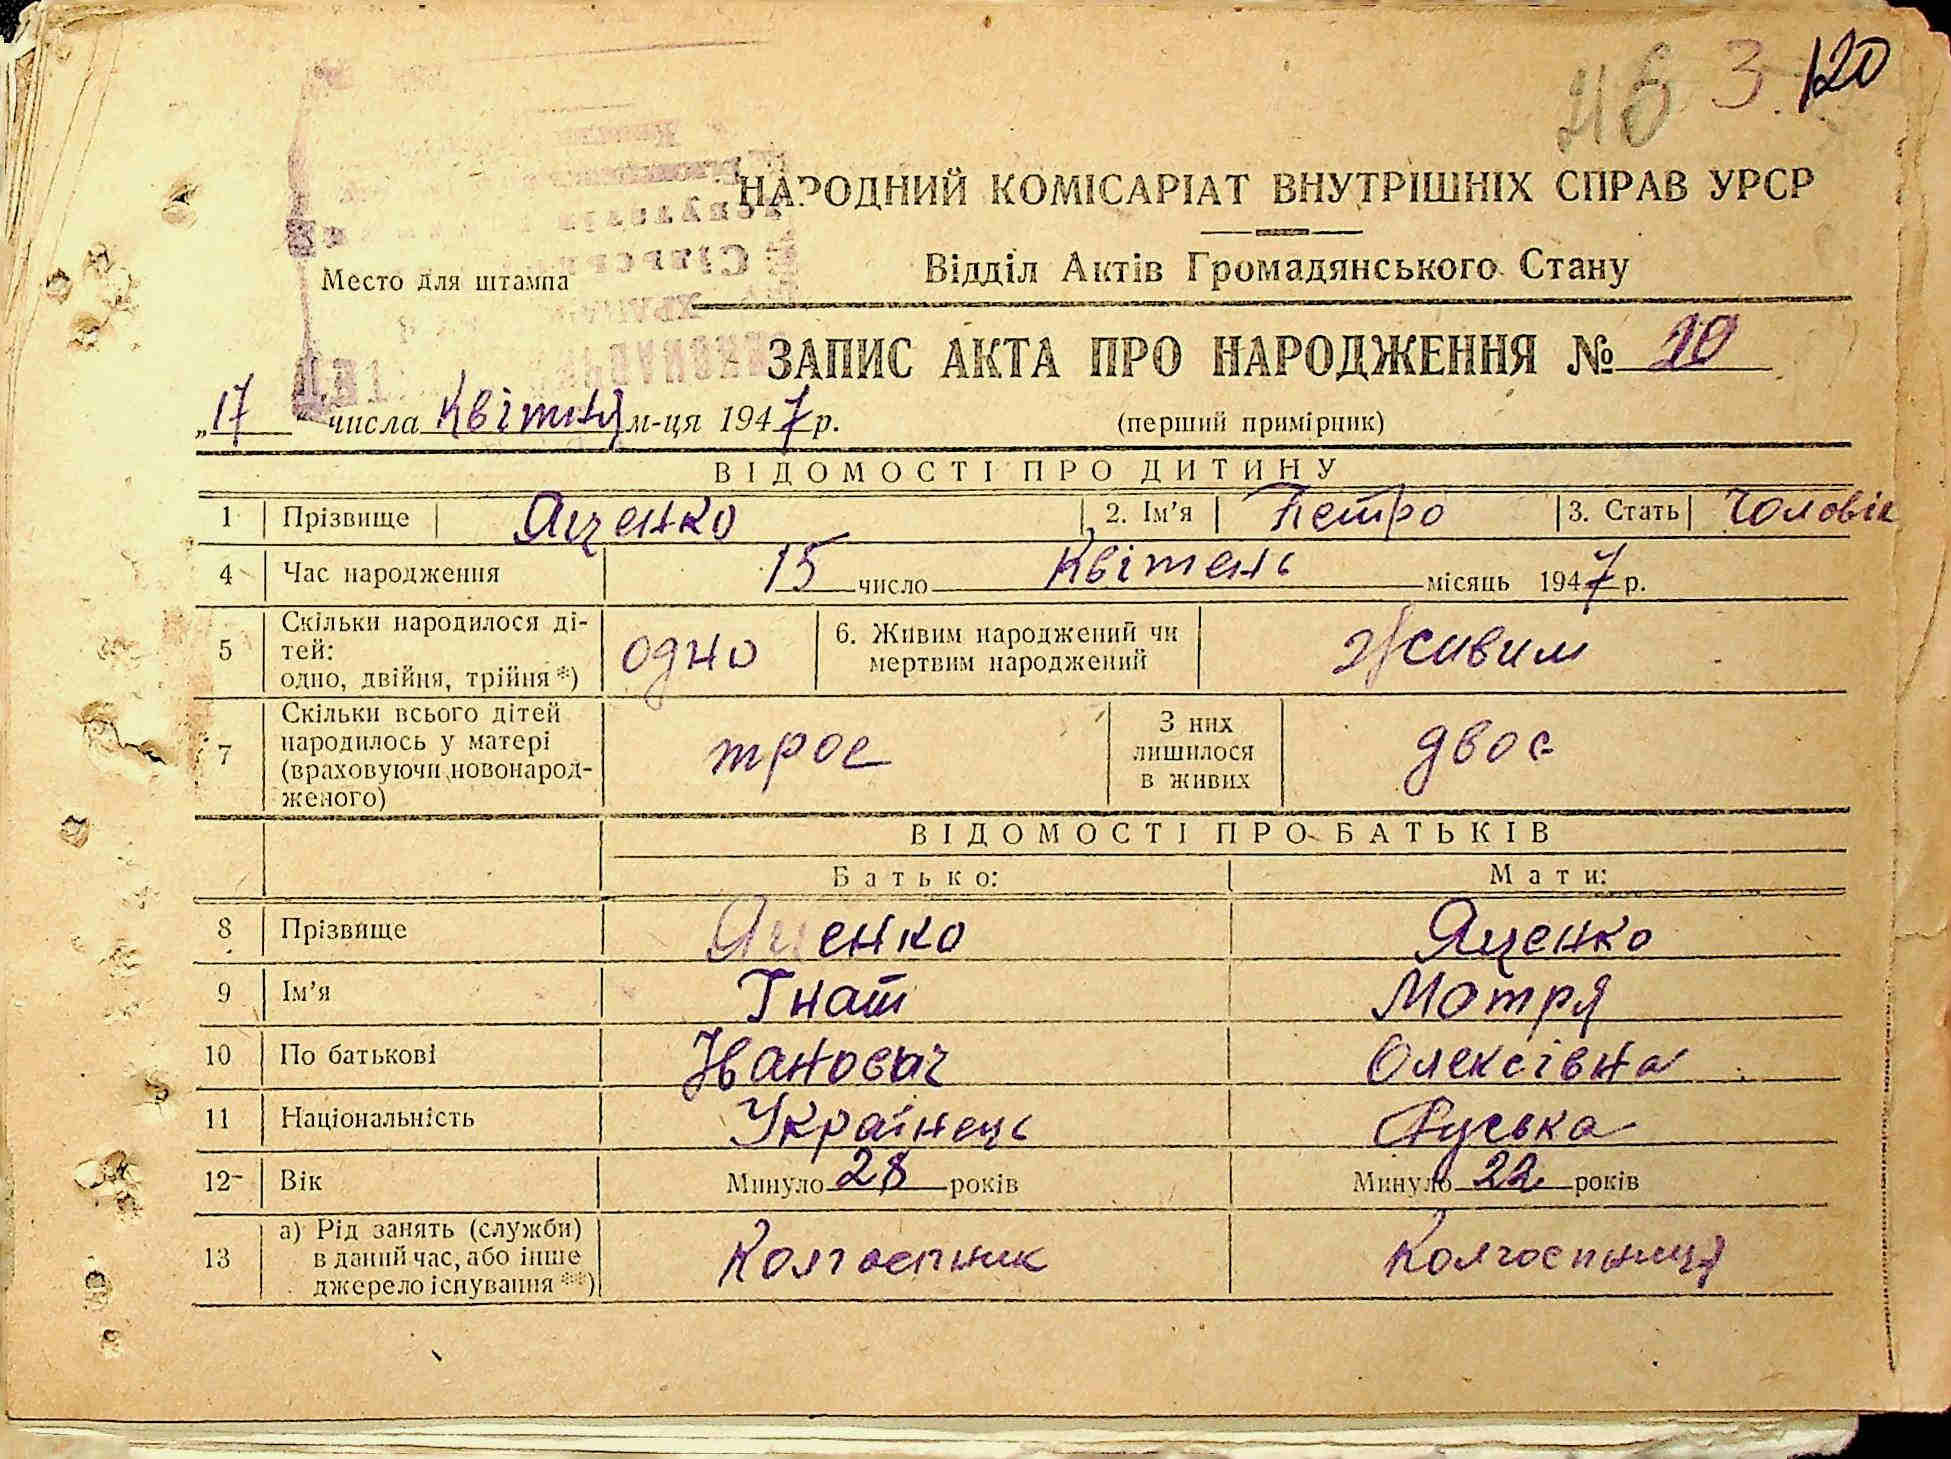 3. 120
НАРОДНИЙ КОМІСАРІАТ ВНУТРІШНІХ СПРАВ УРСР
Место для штампа
Відділ Актів Громадянського Стану
ЗАПИС АКТА ПРО НАРОДЖЕННЯ № 10
„17" числа Квітня м-ця 1947 р. (перший примірник)
ВІДОМОСТІ ПРО ДИТИНУ
1 Прізвище Яценко 2. Ім'я Петро 3. Стать Чоловік
4 Час народження 15 число Квітень місяць 1947 р.
5 Скільки народилося ді-
тей:
одно, двійня, трійня *) одно 6. Живим народжений чи
мертвим народжений Живим
7 Скільки всього дітей
народилось у матері
(враховуючи новонарод-
женого) троє З них
лишилося
в живих двоє
ВІДОМОСТІ ПРО БАТЬКІВ
Батько: Мати:
8 Прізвище Яценко Яценко
9 Ім'я Гнат Мотря
10 По батькові Іванович Олексівна
11 Національність Українець Руська
12 Вік Минуло 28 років Минуло 22 років
13 а) Рід занять (служби)
в даний час, або інше
джерело існування **) Колгоспник Колгоспниця